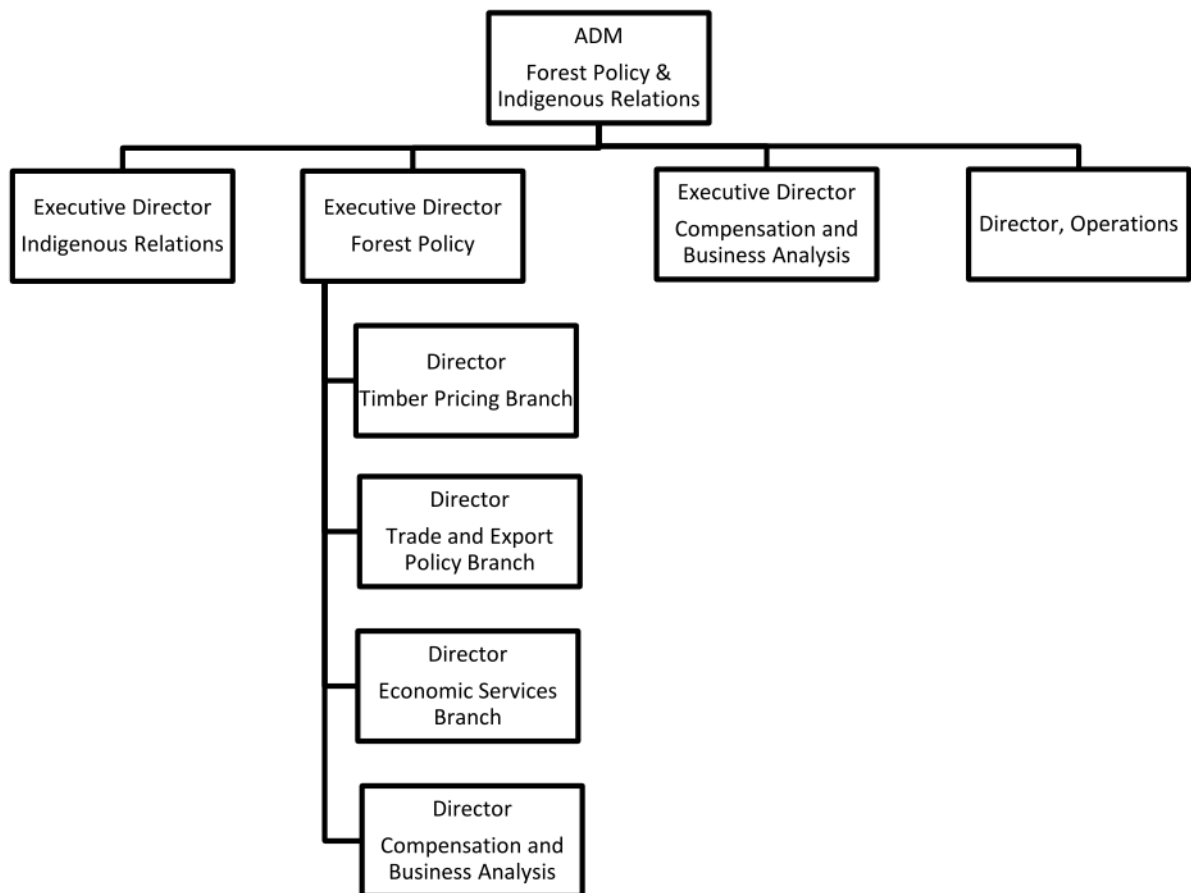 ADM
Forest Policy &
Indigenous Relations
Executive Director
Indigenous Relations
Executive Director
Forest Policy
Executive Director
Compensation and
Business Analysis
Director, Operations
Director
Timber Pricing Branch
Director
Trade and Export
Policy Branch
Director
Economic Services
Branch
Director
Compensation and
Business Analysis